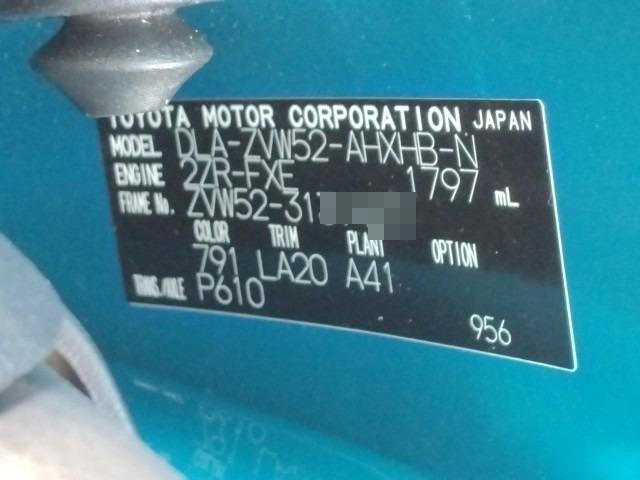 TOYOTA MOTOR CORPORATION JAPAN
MODEL DLA-ZVW52-AHXHB-N
ENGINE 2ZR-FXE 1797 mL
FRAME No. ZVW52-31
COLOR TRIM PLANT OPTION
791 LA20 A41
TRANS./AXLE P610
956